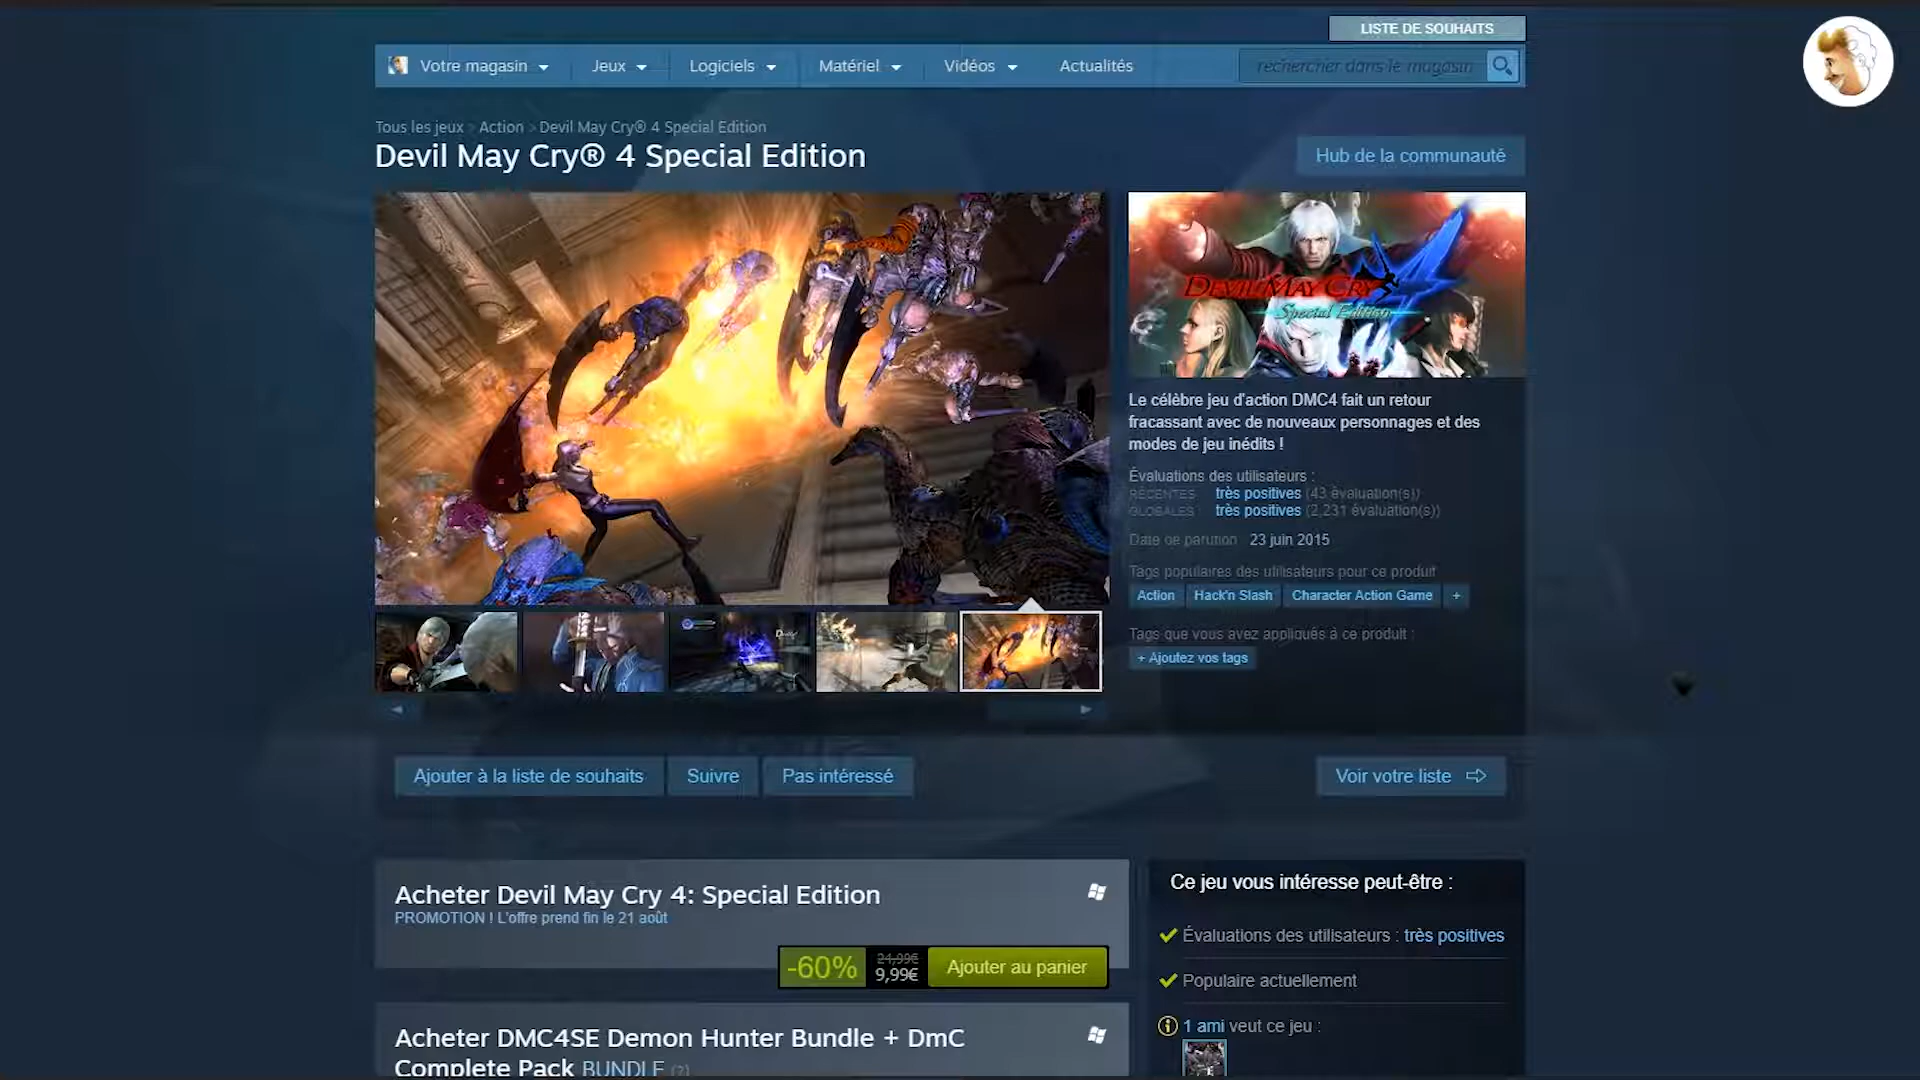 LISTE DE SOUHAITS
Votre magasin
Jeux
Logiciels
Matériel
Vidéos
Actualités
rechercher dans le magasin
Tous les jeux > Action > Devil May Cry® 4 Special Edition
Devil May Cry® 4 Special Edition
Hub de la communauté
DEVIL MAY CRY 4
Special Edition
Le célèbre jeu d'action DMC4 fait un retour
fracassant avec de nouveaux personnages et des
modes de jeu inédits !
Évaluations des utilisateurs :
RÉCENTES très positives (43 évaluation(s))
GLOBALES très positives (2,231 évaluation(s))
Date de parution 23 juin 2015
Tags populaires des utilisateurs pour ce produit
Action
Hack'n Slash
Character Action Game
+
Tags que vous avez appliqués à ce produit :
+ Ajoutez vos tags
Ajouter à la liste de souhaits
Suivre
Pas intéressé
Voir votre liste
Acheter Devil May Cry 4: Special Edition
PROMOTION ! L'offre prend fin le 21 août
-60%
24,99€
9,99€
Ajouter au panier
Acheter DMC4SE Demon Hunter Bundle + DmC
Complete Pack BUNDLE (?)
Ce jeu vous intéresse peut-être :
Évaluations des utilisateurs : très positives
Populaire actuellement
1 ami veut ce jeu :